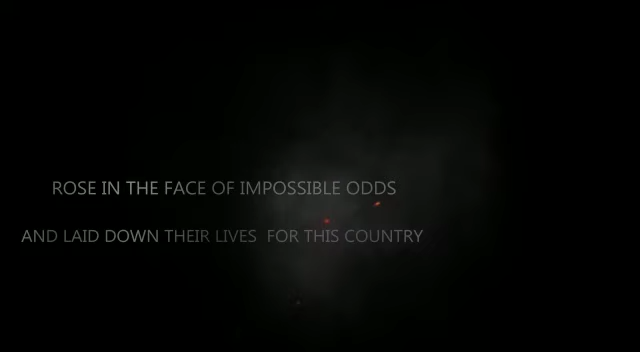 ROSE IN THE FACE OF IMPOSSIBLE ODDS
AND LAID DOWN THEIR LIVES FOR THIS COUNTRY